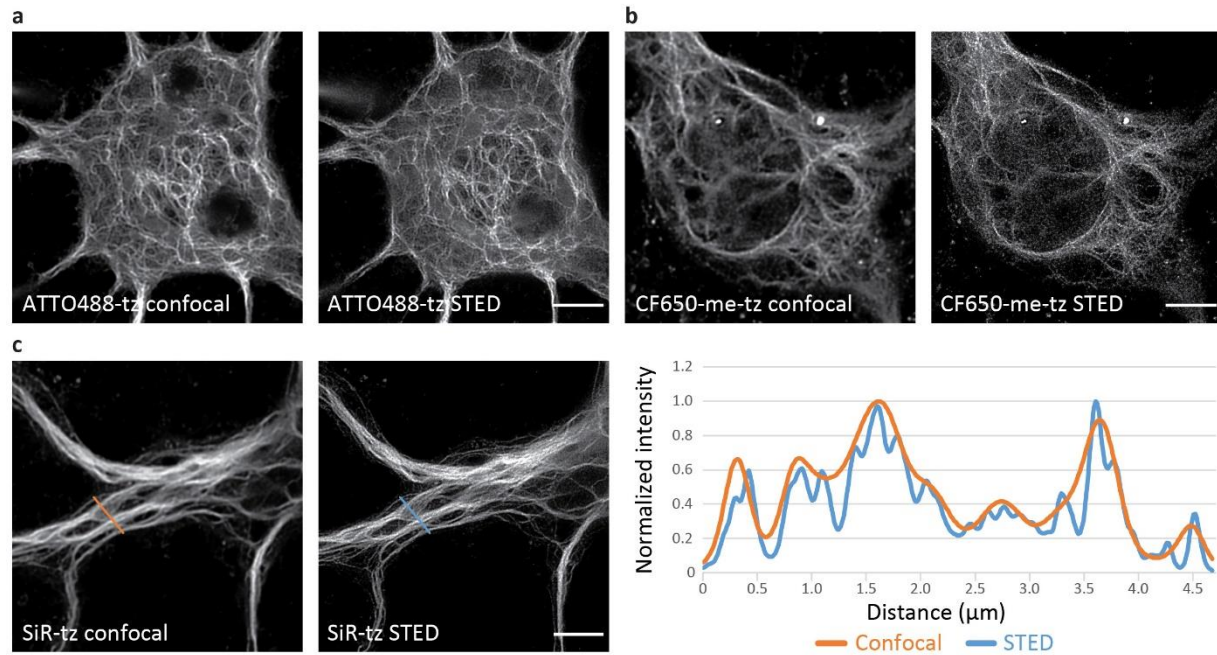 a
b
ATTO488-tz confocal
ATTO488-tz STED
CF650-me-tz confocal
CF650-me-tz STED
c
SiR-tz confocal
SiR-tz STED
Normalized intensity
1.2
1.0
0.8
0.6
0.4
0.2
0
0 0.5 1.0 1.5 2.0 2.5 3.0 3.5 4.0 4.5
Distance (μm)
Confocal STED